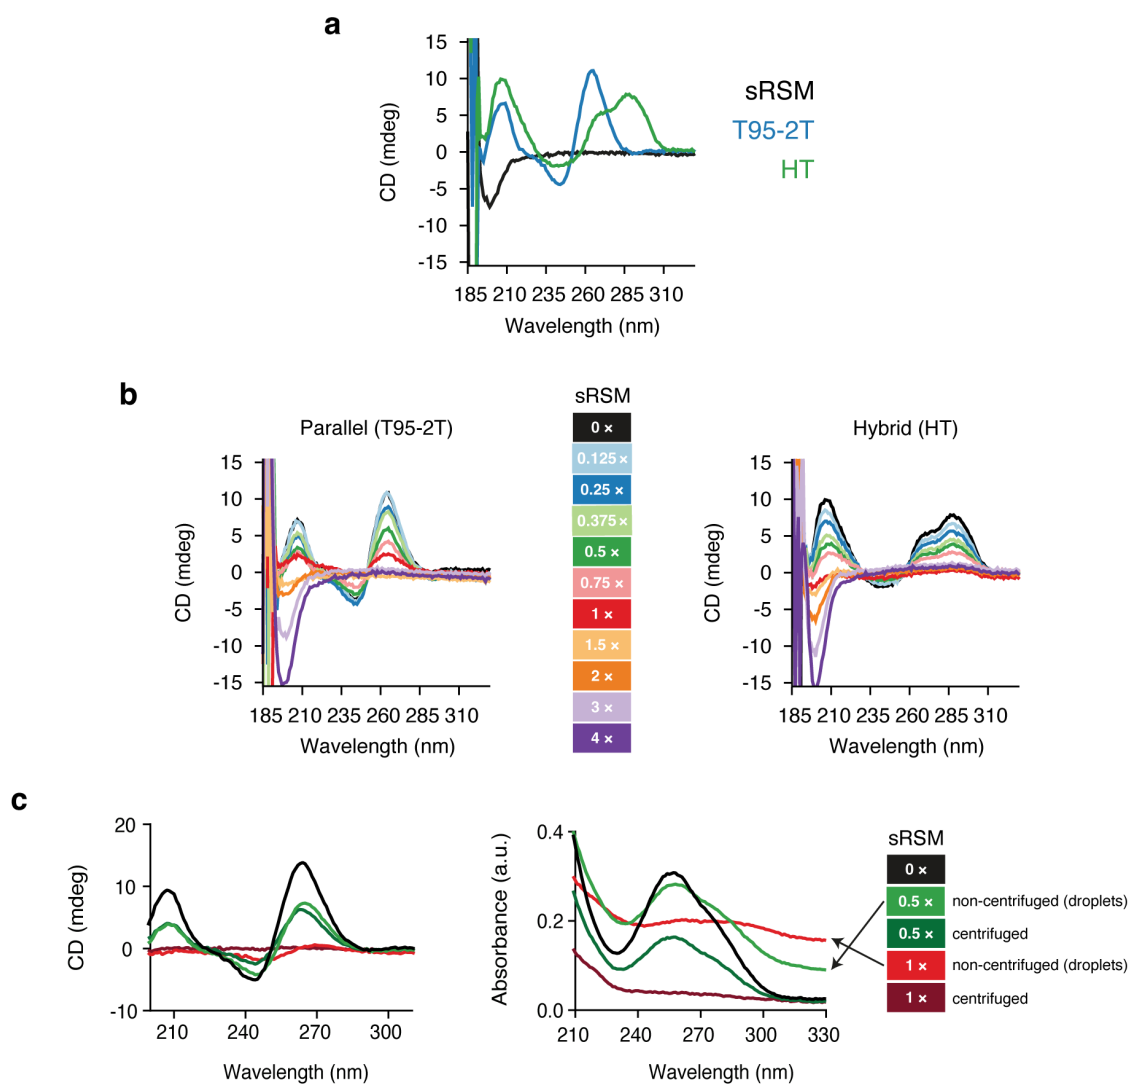 a
15
10
5
0
-5
-10
-15
CD (mdeg)
185 210 235 260 285 310
Wavelength (nm)
sRSM
T95-2T
HT
b
Parallel (T95-2T)
15
10
5
0
-5
-10
-15
CD (mdeg)
185 210 235 260 285 310
Wavelength (nm)
sRSM
0 ×
0.125 ×
0.25 ×
0.375 ×
0.5 ×
0.75 ×
1 ×
1.5 ×
2 ×
3 ×
4 ×
Hybrid (HT)
15
10
5
0
-5
-10
-15
CD (mdeg)
185 210 235 260 285 310
Wavelength (nm)
c
20
10
0
-10
CD (mdeg)
210 240 270 300
Wavelength (nm)
0.4
0.2
0.0
Absorbance (a.u.)
210 240 270 300 330
Wavelength (nm)
sRSM
0 ×
0.5 × non-centrifuged (droplets)
0.5 × centrifuged
1 × non-centrifuged (droplets)
1 × centrifuged